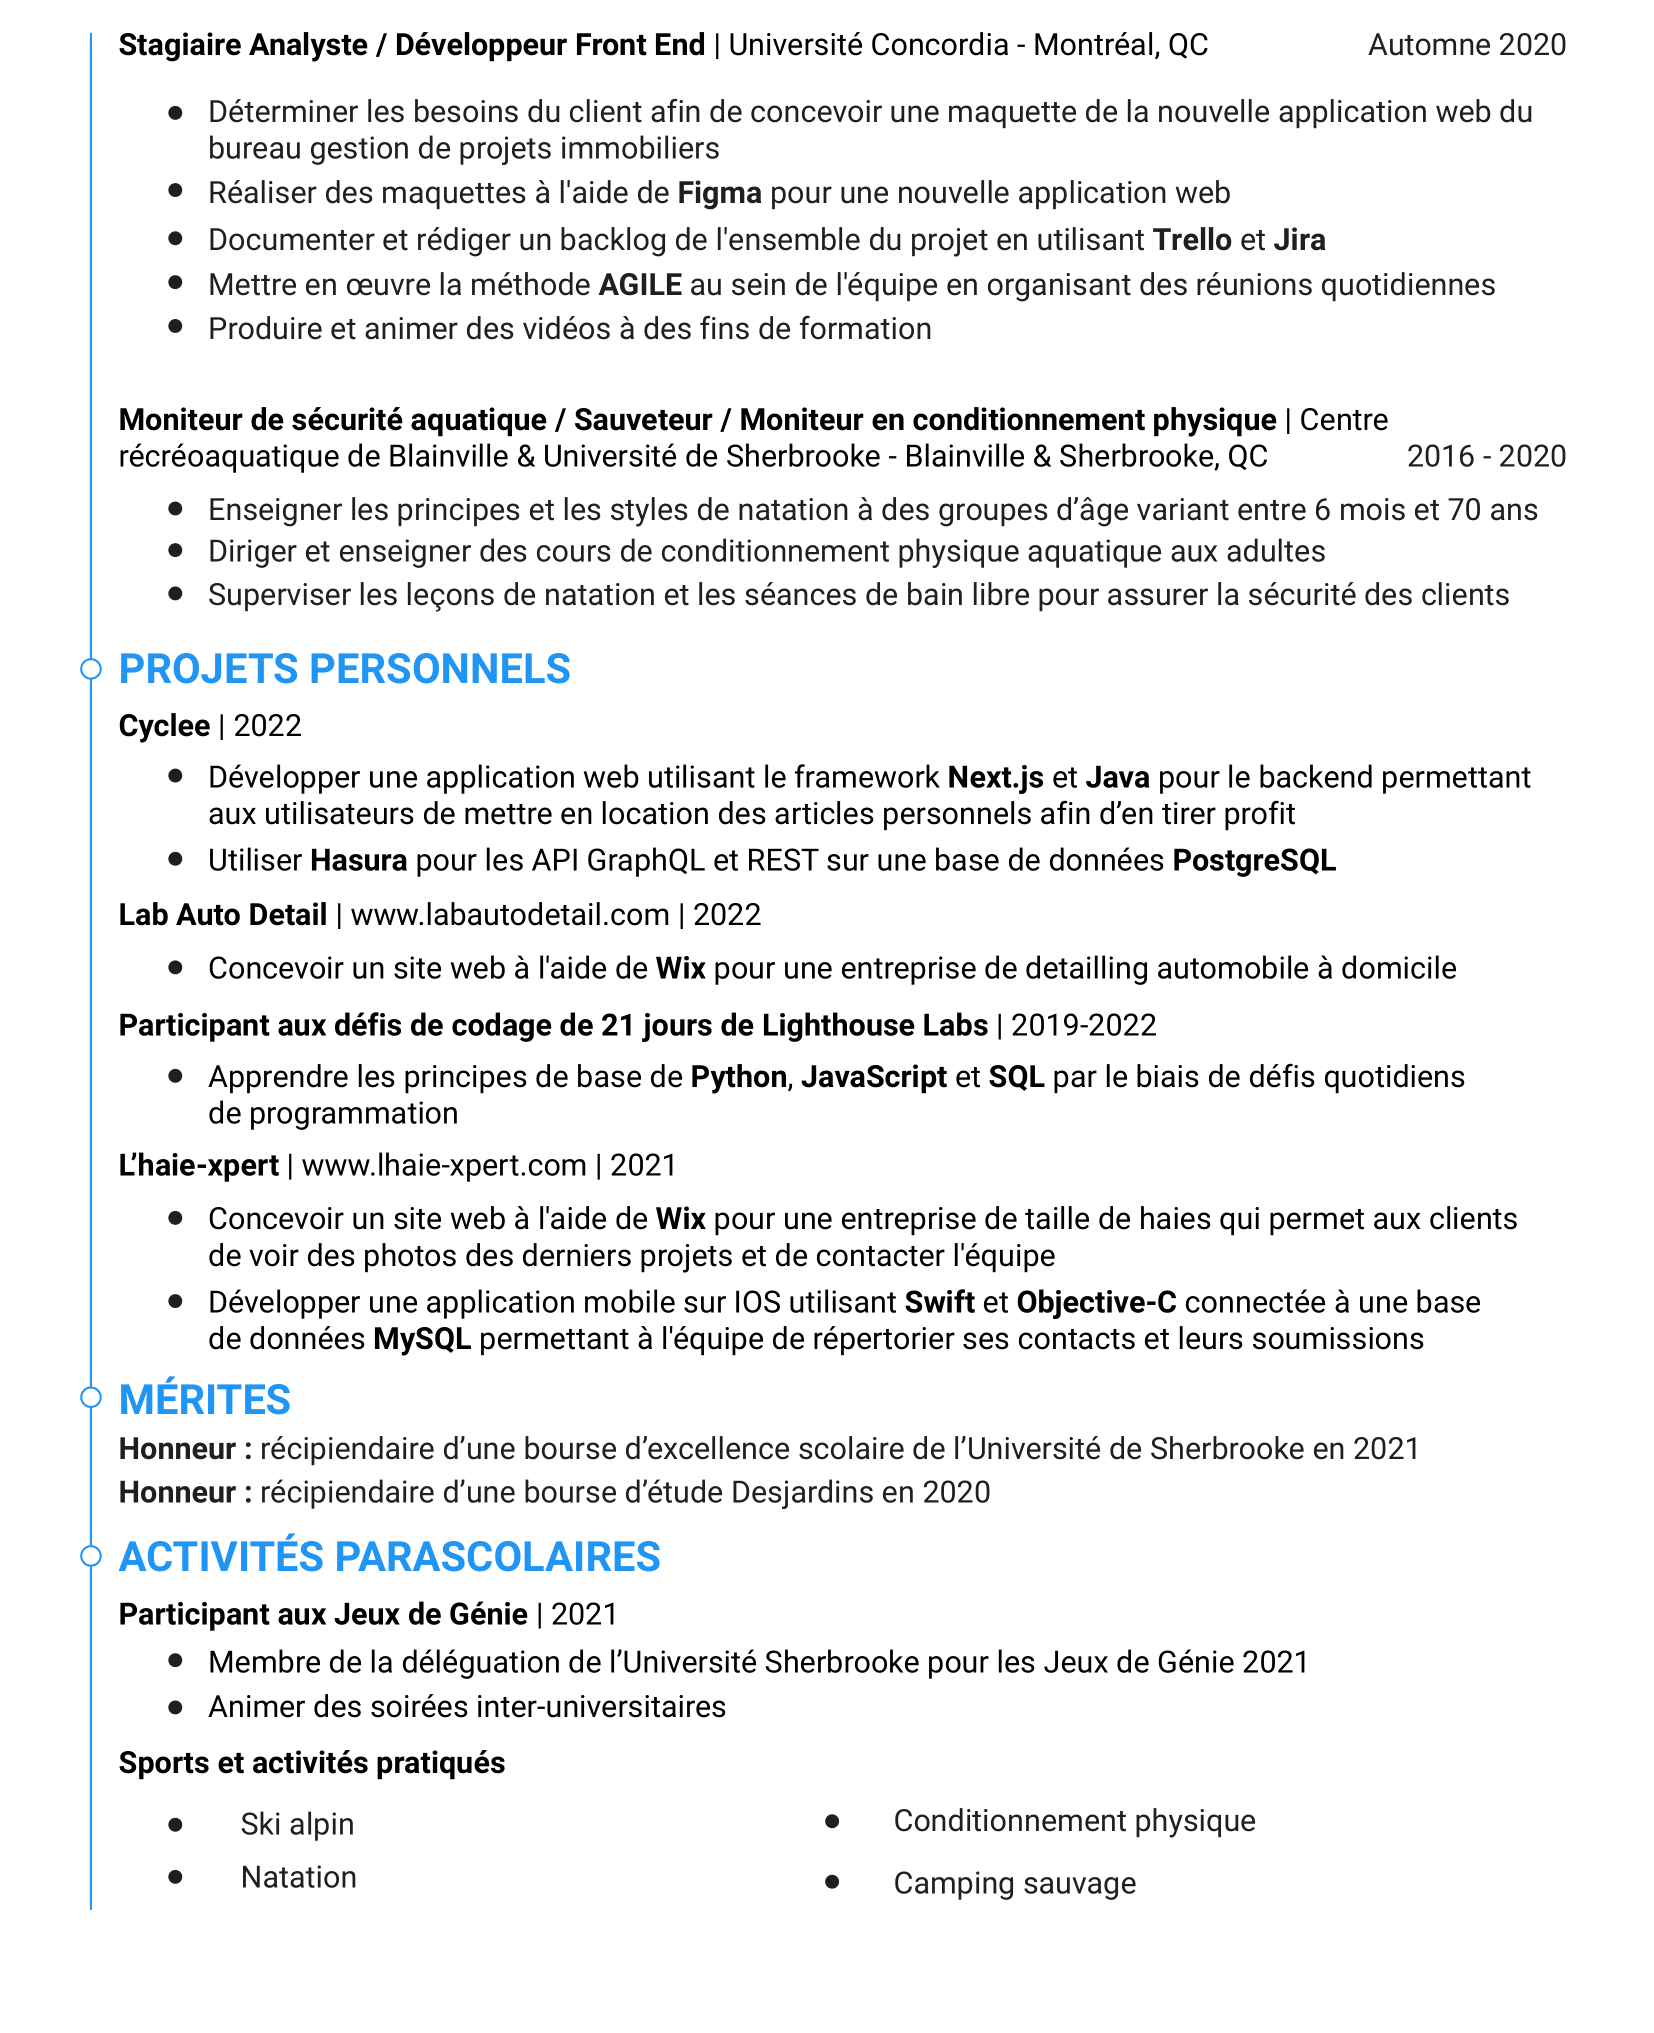 Stagiaire Analyste / Développeur Front End | Université Concordia - Montréal, QC Automne 2020
● Déterminer les besoins du client afin de concevoir une maquette de la nouvelle application web du
bureau gestion de projets immobiliers
● Réaliser des maquettes à l'aide de Figma pour une nouvelle application web
● Documenter et rédiger un backlog de l'ensemble du projet en utilisant Trello et Jira
● Mettre en œuvre la méthode AGILE au sein de l'équipe en organisant des réunions quotidiennes
● Produire et animer des vidéos à des fins de formation
Moniteur de sécurité aquatique / Sauveteur / Moniteur en conditionnement physique | Centre
récréoaquatique de Blainville & Université de Sherbrooke - Blainville & Sherbrooke, QC 2016 - 2020
● Enseigner les principes et les styles de natation à des groupes d’âge variant entre 6 mois et 70 ans
● Diriger et enseigner des cours de conditionnement physique aquatique aux adultes
● Superviser les leçons de natation et les séances de bain libre pour assurer la sécurité des clients
PROJETS PERSONNELS
Cyclee | 2022
● Développer une application web utilisant le framework Next.js et Java pour le backend permettant
aux utilisateurs de mettre en location des articles personnels afin d’en tirer profit
● Utiliser Hasura pour les API GraphQL et REST sur une base de données PostgreSQL
Lab Auto Detail | www.labautodetail.com | 2022
● Concevoir un site web à l'aide de Wix pour une entreprise de detailling automobile à domicile
Participant aux défis de codage de 21 jours de Lighthouse Labs | 2019-2022
● Apprendre les principes de base de Python, JavaScript et SQL par le biais de défis quotidiens
de programmation
L’haie-xpert | www.lhaie-xpert.com | 2021
● Concevoir un site web à l'aide de Wix pour une entreprise de taille de haies qui permet aux clients
de voir des photos des derniers projets et de contacter l'équipe
● Développer une application mobile sur IOS utilisant Swift et Objective-C connectée à une base
de données MySQL permettant à l'équipe de répertorier ses contacts et leurs soumissions
MÉRITES
Honneur : récipiendaire d’une bourse d’excellence scolaire de l’Université de Sherbrooke en 2021
Honneur : récipiendaire d’une bourse d’étude Desjardins en 2020
ACTIVITÉS PARASCOLAIRES
Participant aux Jeux de Génie | 2021
● Membre de la déléguation de l’Université Sherbrooke pour les Jeux de Génie 2021
● Animer des soirées inter-universitaires
Sports et activités pratiqués
● Ski alpin
● Natation
● Conditionnement physique
● Camping sauvage